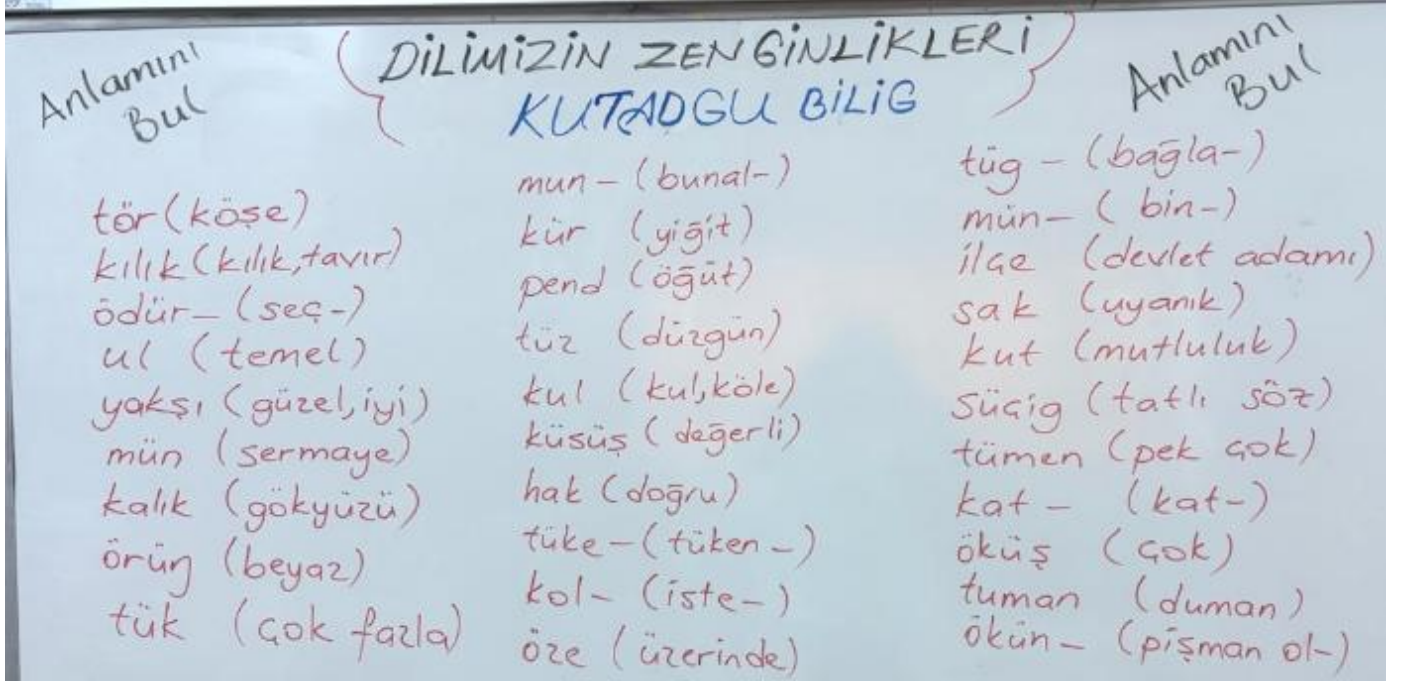 Anlamını
Bul
DİLİMİZİN ZENGİNLİKLERİ
KUTADGU BİLİG
Anlamını
Bul
tör (köşe)
kılık (kılık, tavır)
ödür- (seç-)
ul (temel)
yakşı (güzel, iyi)
mün (sermaye)
kalık (gökyüzü)
örüŋ (beyaz)
tük (çok fazla)
mun- (bunal-)
kür (yiğit)
pend (öğüt)
tüz (düzgün)
kul (kul, köle)
küsüş (değerli)
hak (doğru)
tüke- (tüken-)
kol- (iste-)
öze (üzerinde)
tüg- (bağla-)
mün- (bin-)
ilçe (devlet adamı)
sak (uyanık)
kut (mutluluk)
süçig (tatlı söz)
tümen (pek çok)
kat- (kat-)
öküş (çok)
tuman (duman)
ökün- (pişman ol-)